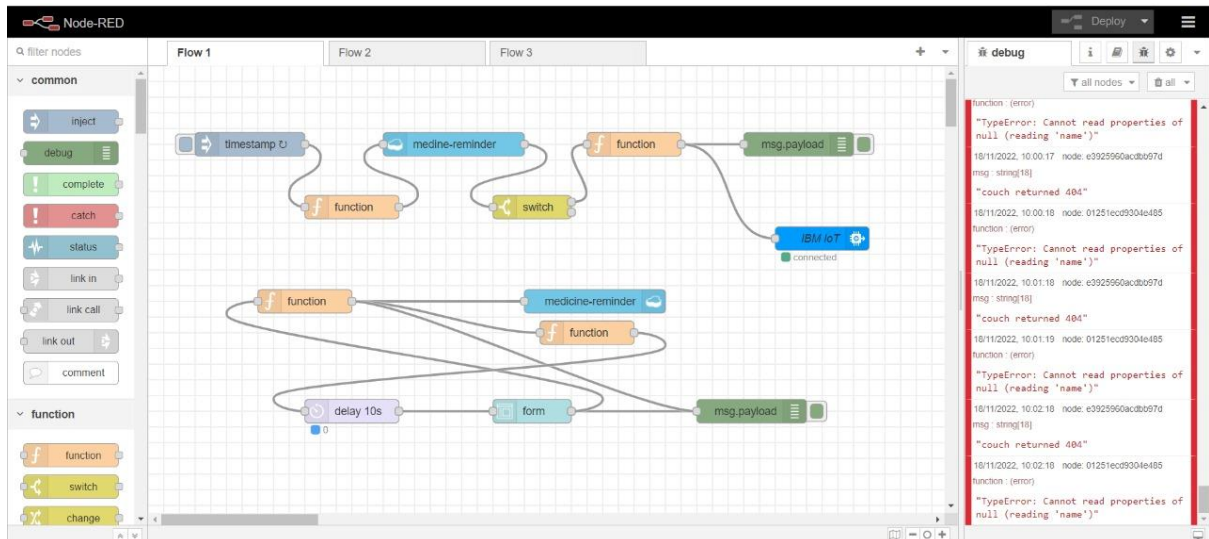 Node-RED
Deploy
filter nodes
Flow 1
Flow 2
Flow 3
debug
i
all nodes
all
common
inject
debug
complete
catch
status
link in
link call
link out
comment
function
function
switch
change
timestamp ↻
medine-reminder
function
msg.payload
function
switch
IBM IoT
connected
function
medicine-reminder
function
delay 10s
form
msg.payload
0
function : (error)
"TypeError: Cannot read properties of
null (reading 'name')"
18/11/2022, 10:00:17 node: e3925960acdbb97d
msg : string[18]
"couch returned 404"
18/11/2022, 10:00:18 node: 01251ecd9304e485
function : (error)
"TypeError: Cannot read properties of
null (reading 'name')"
18/11/2022, 10:01:18 node: e3925960acdbb97d
msg : string[18]
"couch returned 404"
18/11/2022, 10:01:19 node: 01251ecd9304e485
function : (error)
"TypeError: Cannot read properties of
null (reading 'name')"
18/11/2022, 10:02:18 node: e3925960acdbb97d
msg : string[18]
"couch returned 404"
18/11/2022, 10:02:18 node: 01251ecd9304e485
function : (error)
"TypeError: Cannot read properties of
null (reading 'name')"